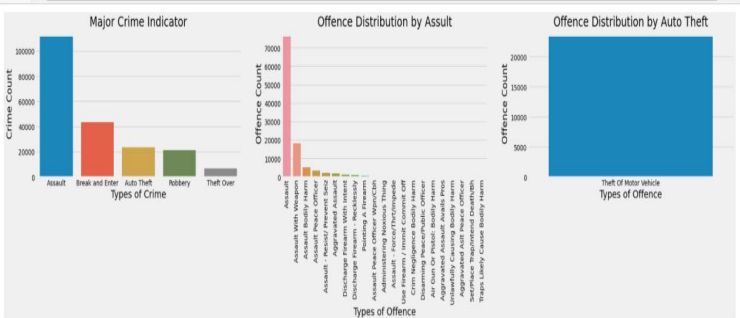 Major Crime Indicator
Crime Count
100000
80000
60000
40000
20000
0
Assault
Break and Enter
Auto Theft
Robbery
Theft Over
Types of Crime
Offence Distribution by Assult
Offence Count
70000
60000
50000
40000
30000
20000
10000
0
Assault
Assault With Weapon
Assault Bodily Harm
Assault Peace Officer
Assault - Resist/ Prevent Seiz
Aggravated Assault
Discharge Firearm With Intent
Discharge Firearm - Recklessly
Pointing A Firearm
Assault Peace Officer Wpn/Cbh
Administering Noxious Thing
Assault - Force/Thrt/Impede
Use Firearm / Immit Commit Off
Crim Negligence Bodily Harm
Disarming Peace/Public Officer
Air Gun Or Pistol: Bodily Harm
Aggravated Assault Avails Pros
Unlawfully Causing Bodily Harm
Aggravated Aslt Peace Officer
Set/Place Trap/Intend Death/Bh
Traps Likely Cause Bodily Harm
Types of Offence
Offence Distribution by Auto Theft
Offence Count
20000
15000
10000
5000
0
Theft Of Motor Vehicle
Types of Offence